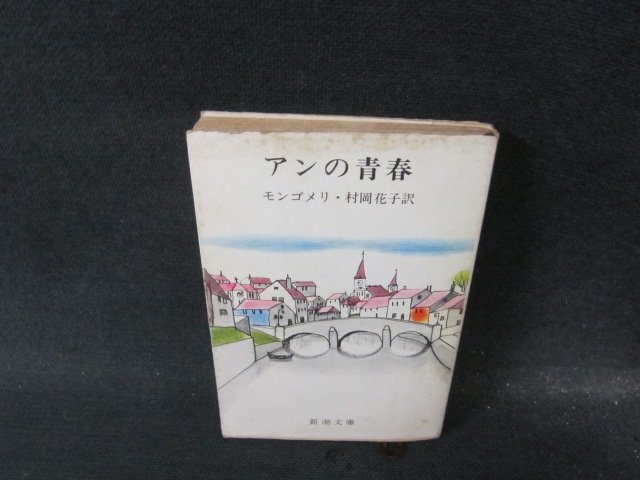 アンの青春
モンゴメリ・村岡花子訳
新潮文庫